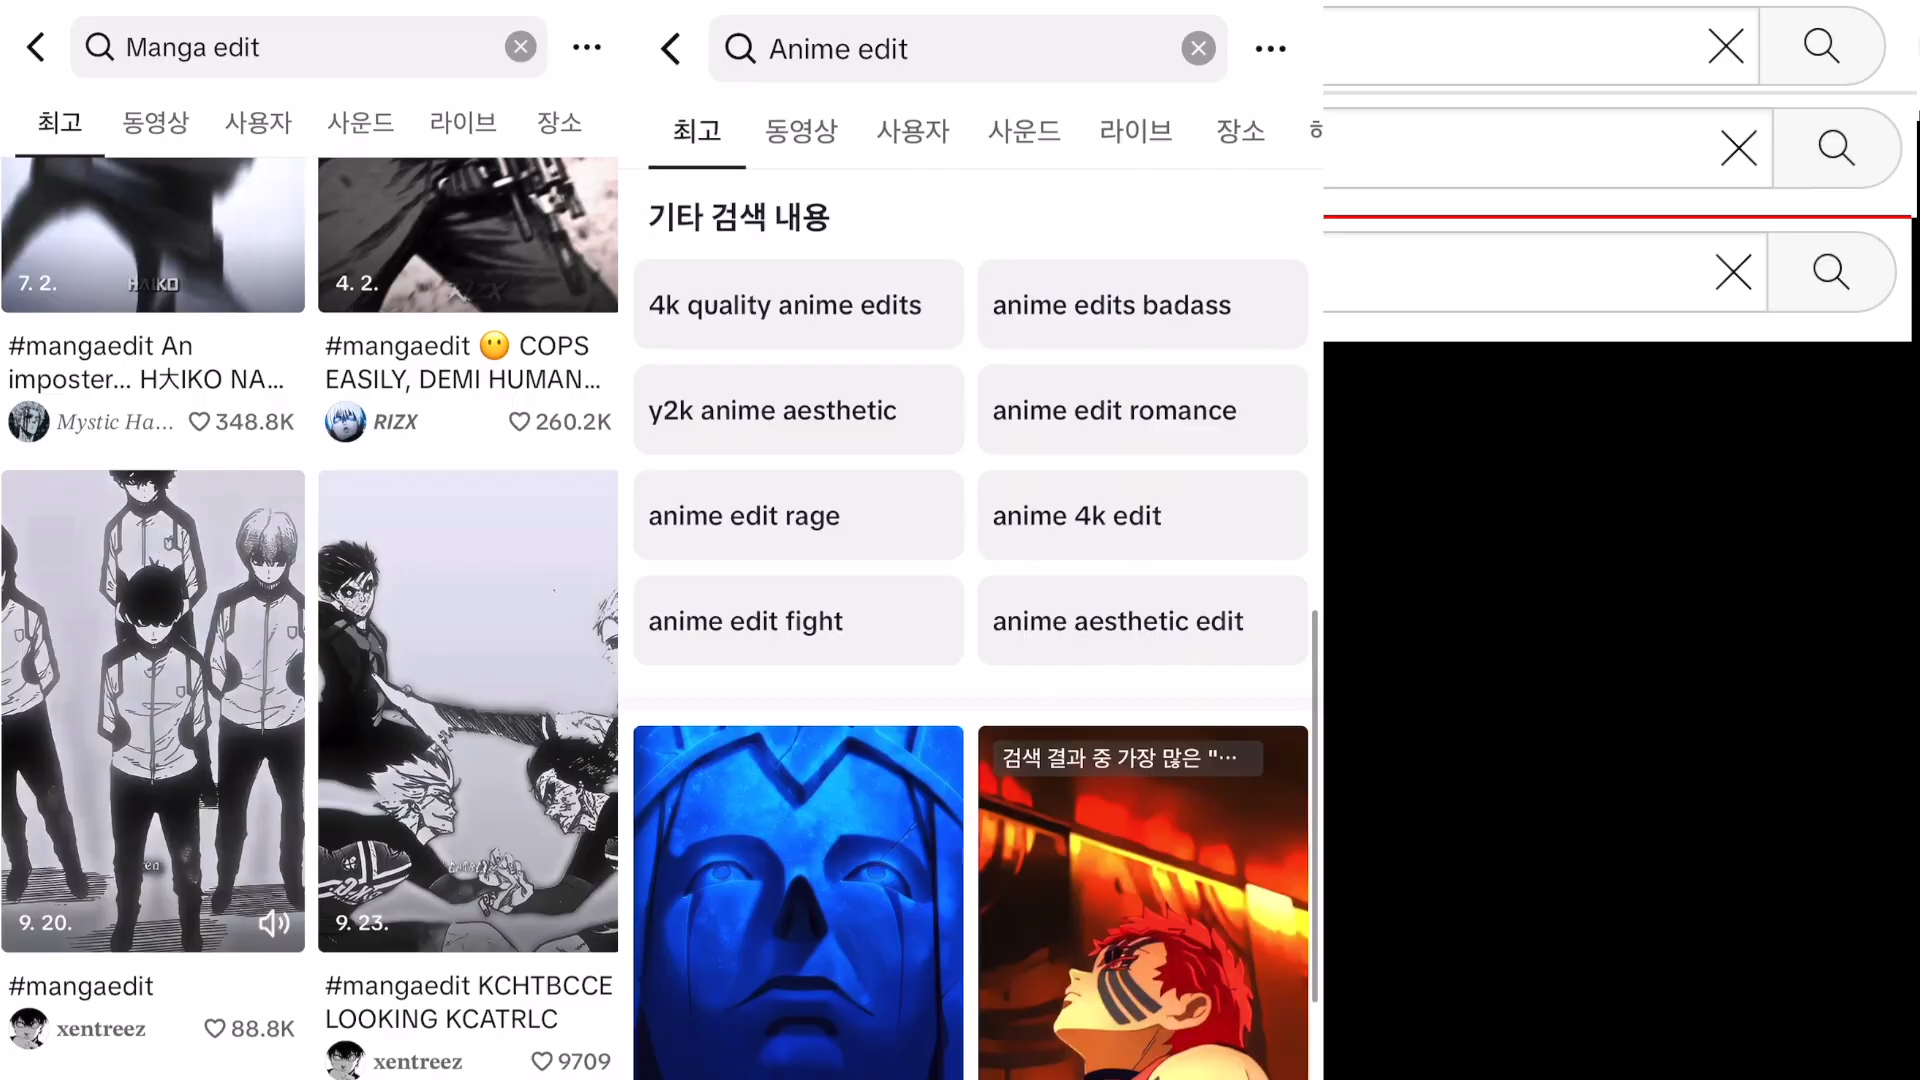 Manga edit
최고 동영상 사용자 사운드 라이브 장소
7. 2.
HAIKO
4. 2.
RIZX
#mangaedit An
imposter... H大IKO NA...
Mystic Ha... 348.8K
#mangaedit 😶 COPS
EASILY, DEMI HUMAN...
RIZX 260.2K
9. 20.
9. 23.
#mangaedit
xentreez 88.8K
#mangaedit KCHTBCCE
LOOKING KCATRLC
xentreez 9709
Anime edit
최고 동영상 사용자 사운드 라이브 장소
기타 검색 내용
4k quality anime edits
anime edits badass
y2k anime aesthetic
anime edit romance
anime edit rage
anime 4k edit
anime edit fight
anime aesthetic edit
검색 결과 중 가장 많은 "...